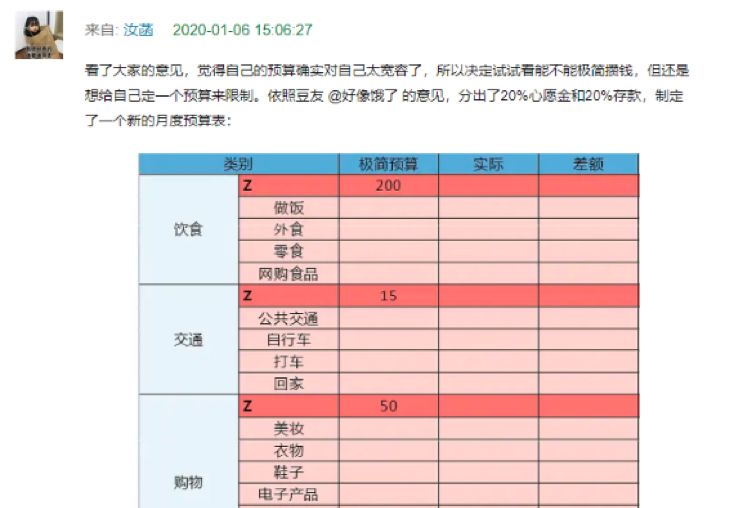 来自: 汝菡 2020-01-06 15:06:27
看了大家的意见，觉得自己的预算确实对自己太宽容了，所以决定试试看能不能极简攒钱，但还是
想给自己定一个预算来限制。依照豆友 @好像饿了 的意见，分出了20%心愿金和20%存款，制定
了一个新的月度预算表：
类别 极简预算 实际 差额
Z 200
做饭
饮食 外食
零食
网购食品
Z 15
公共交通
交通 自行车
打车
回家
Z 50
美妆
衣物
鞋子
购物
电子产品